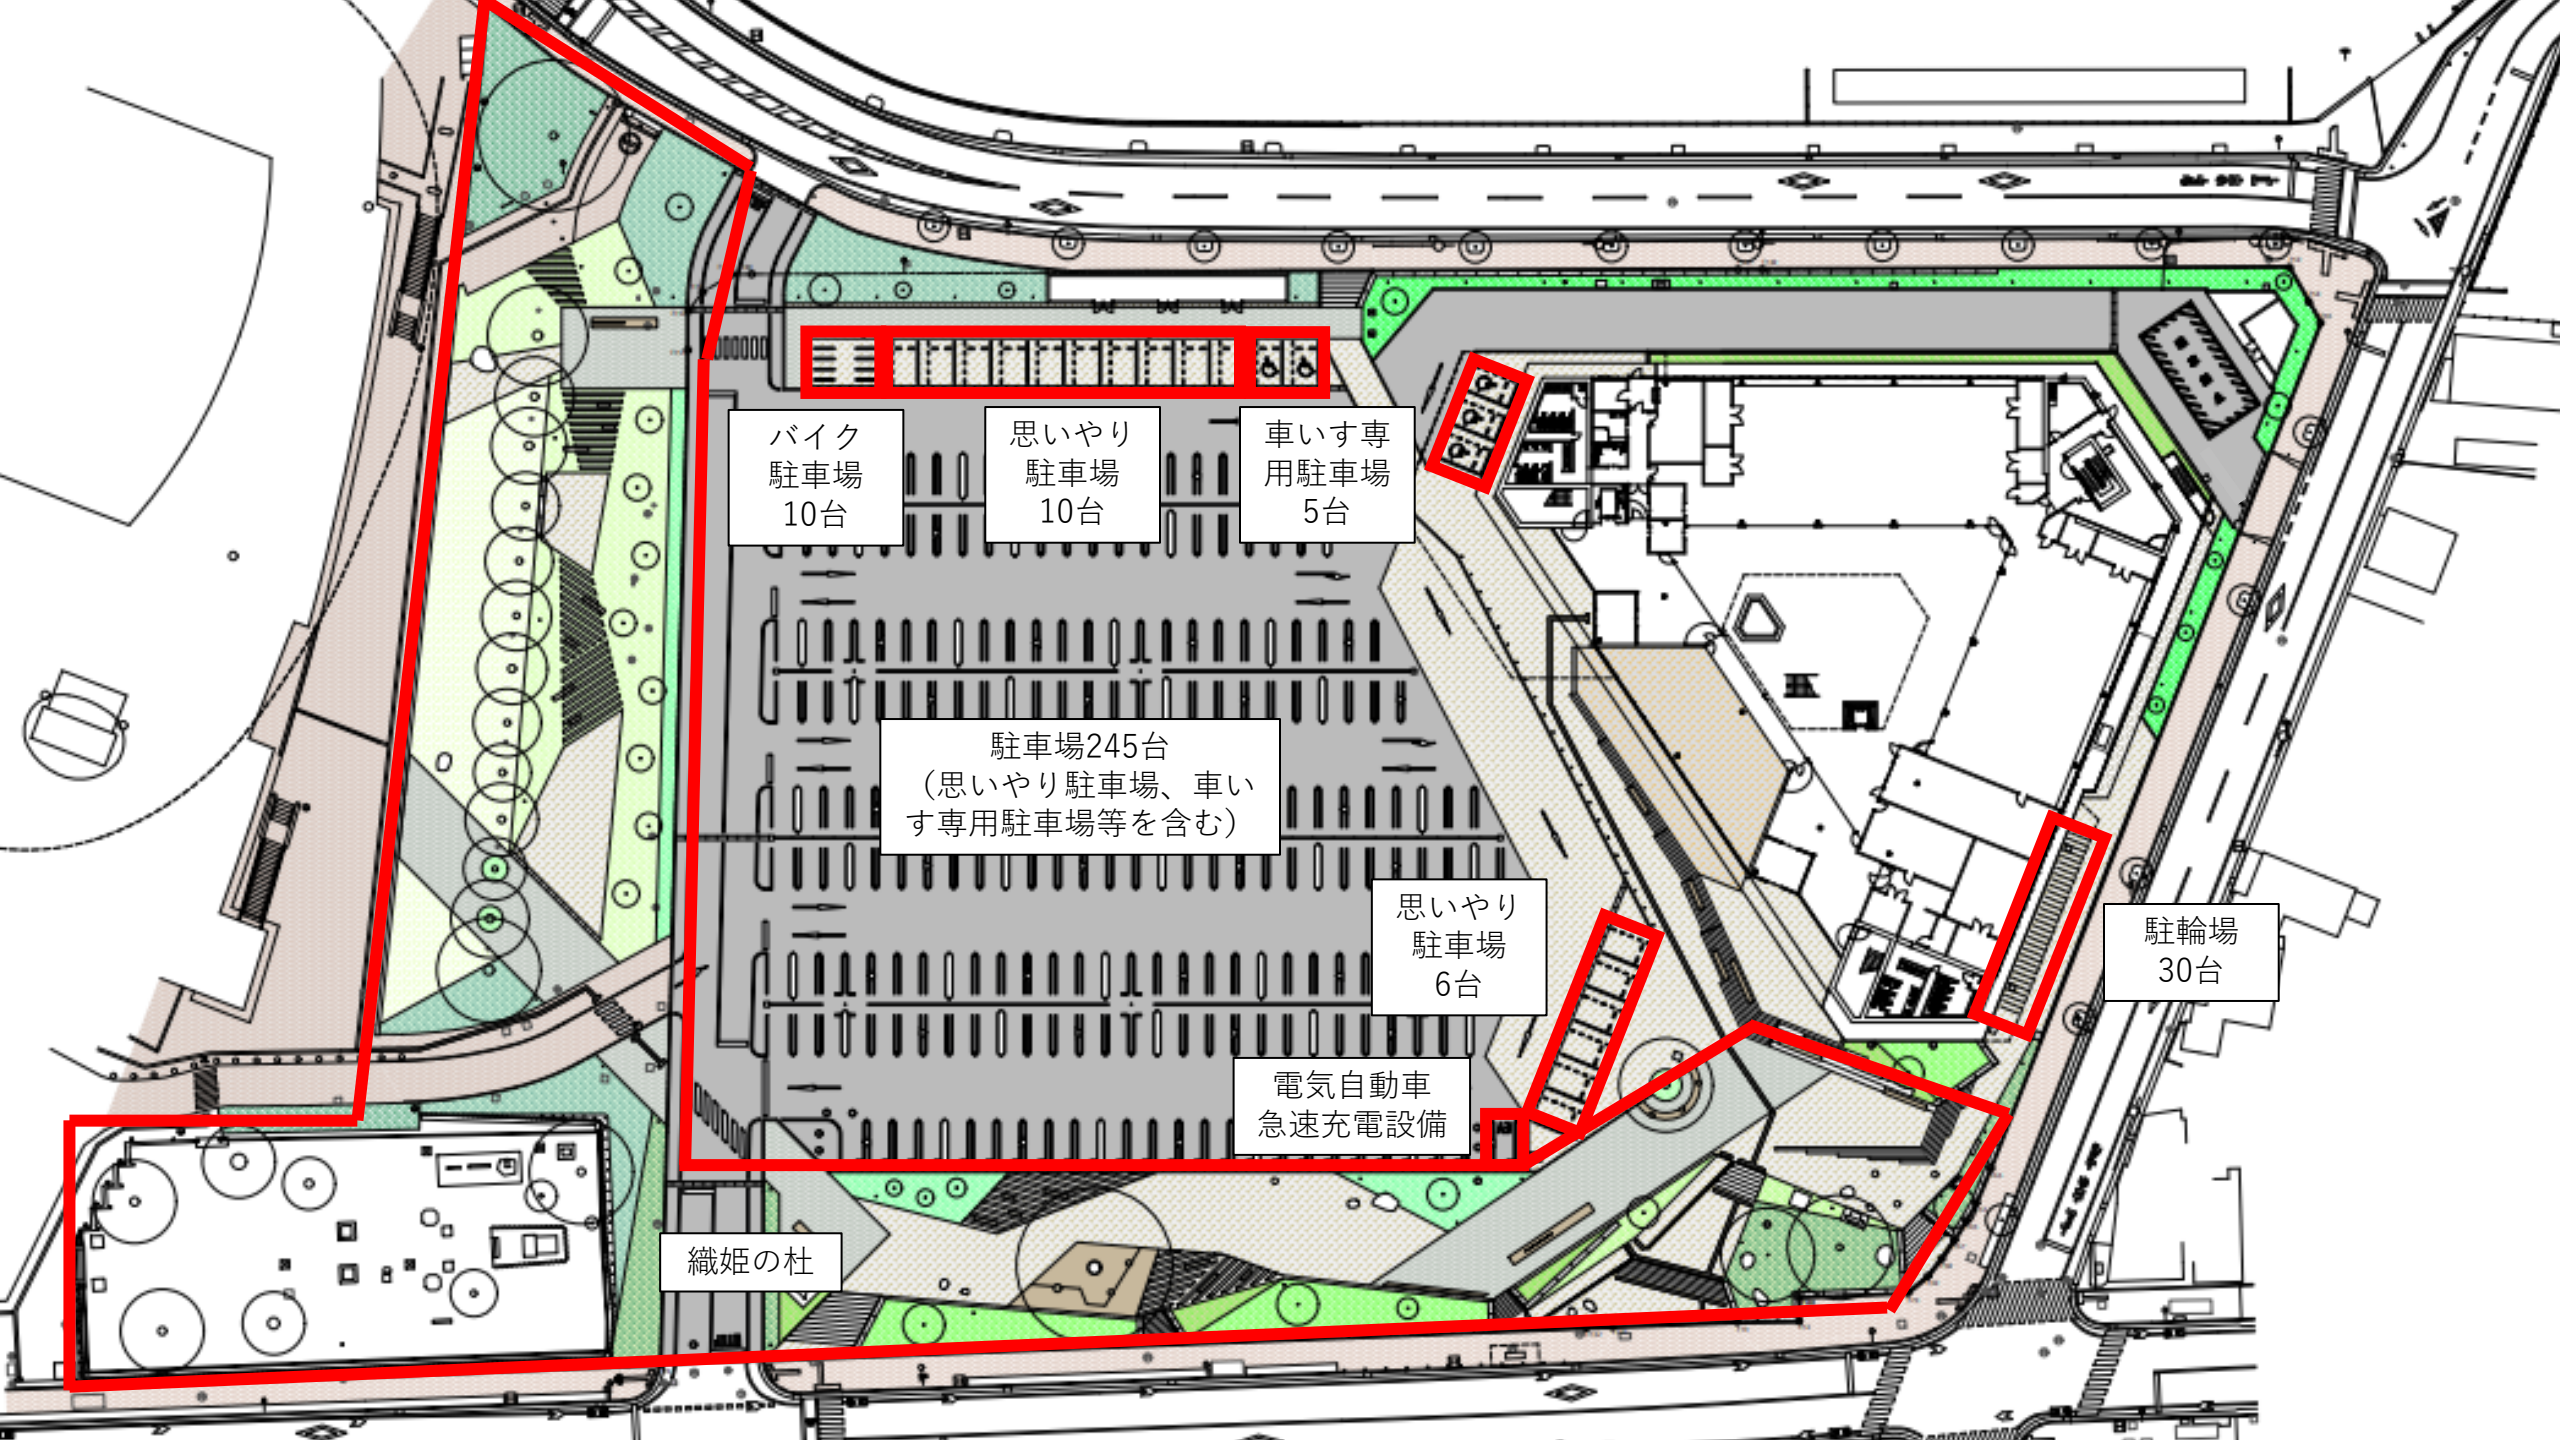 バイク
駐車場
10台
思いやり
駐車場
10台
車いす専
用駐車場
5台
駐車場245台
（思いやり駐車場、車い
す専用駐車場等を含む）
思いやり
駐車場
6台
駐輪場
30台
電気自動車
急速充電設備
織姫の杜